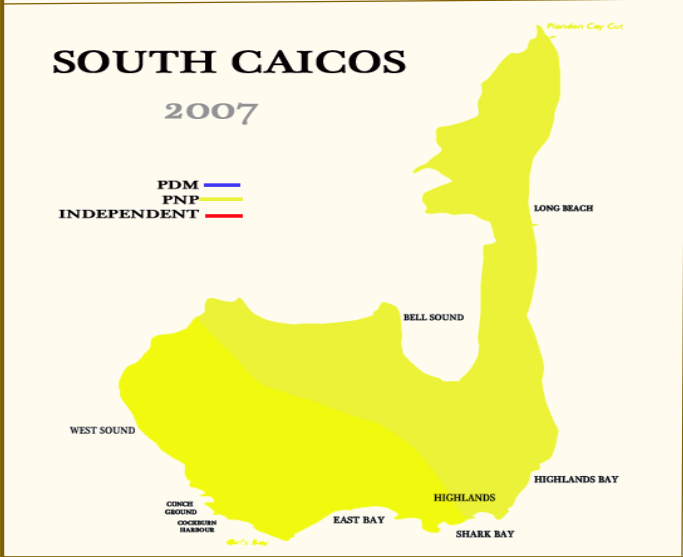 Plandon Cay Cut
SOUTH CAICOS
2007
PDM
PNP
INDEPENDENT
LONG BEACH
BELL SOUND
WEST SOUND
HIGHLANDS BAY
HIGHLANDS
CONCH
GROUND
EAST BAY
COCKBURN
HARBOUR
SHARK BAY